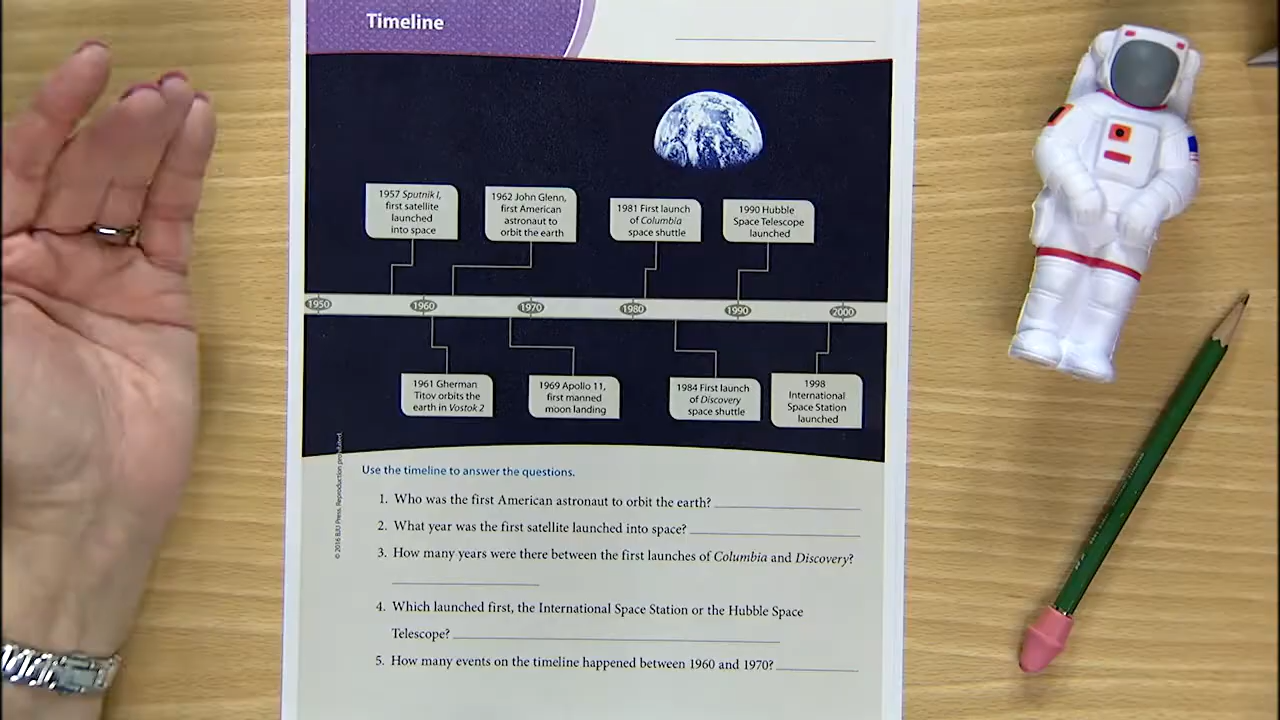 Timeline
1957 Sputnik I,
first satellite
launched
into space
1962 John Glenn,
first American
astronaut to
orbit the earth
1981 First launch
of Columbia
space shuttle
1990 Hubble
Space Telescope
launched
1950
1960
1970
1980
1990
2000
1961 Gherman
Titov orbits the
earth in Vostok 2
1969 Apollo 11,
first manned
moon landing
1984 First launch
of Discovery
space shuttle
1998
International
Space Station
launched
© 2016 BJU Press. Reproduction prohibited.
Use the timeline to answer the questions.
1. Who was the first American astronaut to orbit the earth?
2. What year was the first satellite launched into space?
3. How many years were there between the first launches of Columbia and Discovery?
4. Which launched first, the International Space Station or the Hubble Space
Telescope?
5. How many events on the timeline happened between 1960 and 1970?